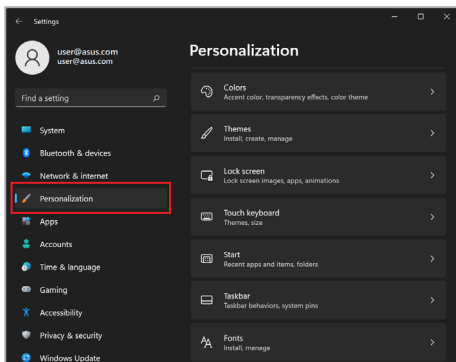 Settings
user@asus.com
user@asus.com
Find a setting
System
Bluetooth & devices
Network & internet
Personalization
Apps
Accounts
Time & language
Gaming
Accessibility
Privacy & security
Windows Update
Personalization
Colors
Accent color, transparency effects, color theme
Themes
Install, create, manage
Lock screen
Lock screen images, apps, animations
Touch keyboard
Themes, size
Start
Recent apps and items, folders
Taskbar
Taskbar behaviors, system pins
Fonts
Install, manage